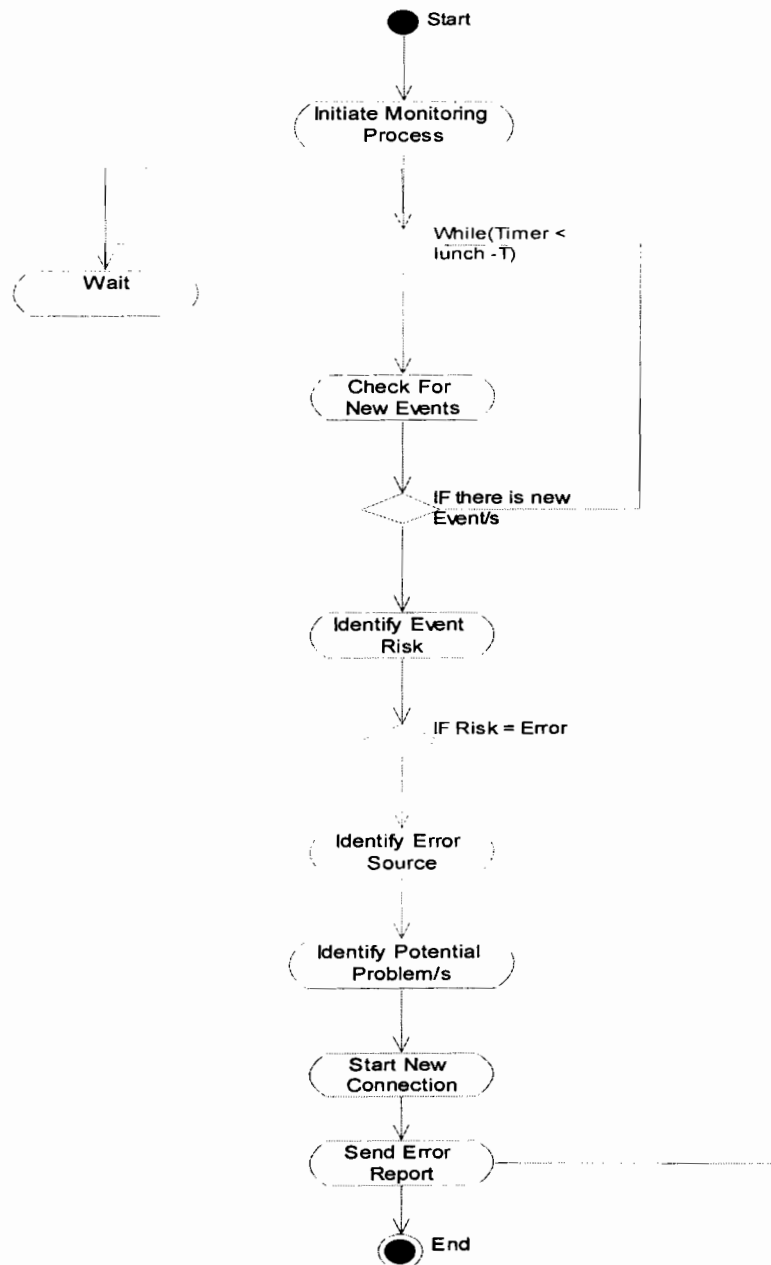 Start
Initiate Monitoring
Process
While(Timer <
lunch -T)
Wait
Check For
New Events
IF there is new
Event/s
Identify Event
Risk
IF Risk = Error
Identify Error
Source
Identify Potential
Problem/s
Start New
Connection
Send Error
Report
End